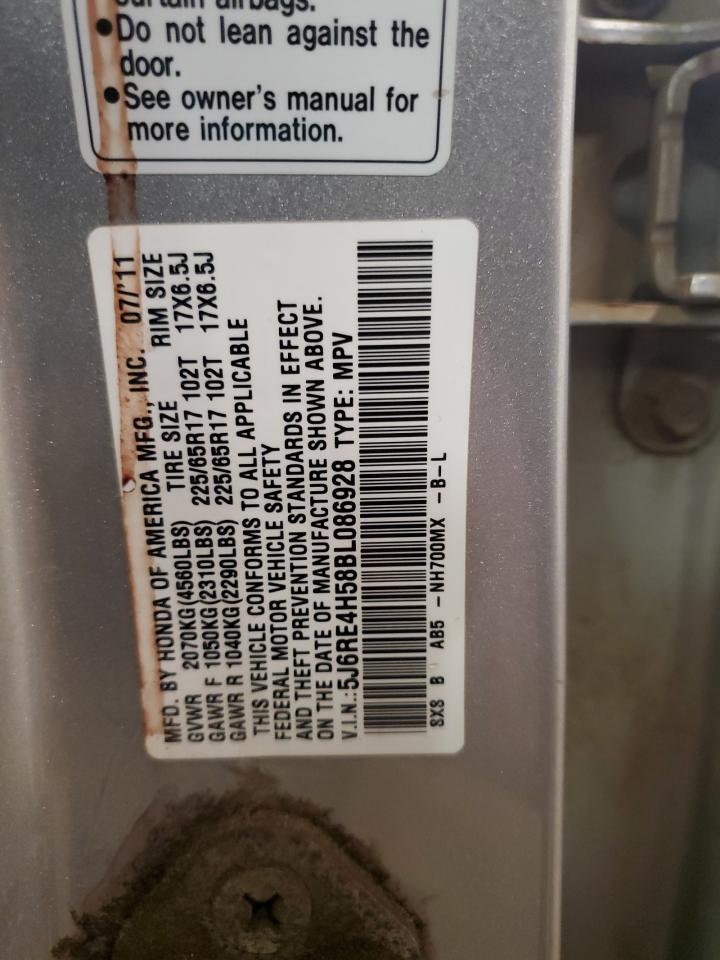 curtain airbags.
•Do not lean against the
door.
•See owner's manual for
more information.
MFD. BY HONDA OF AMERICA MFG., INC. 07/'11
GVWR 2070KG(4560LBS) TIRE SIZE RIM SIZE
GAWR F 1050KG(2310LBS) 225/65R17 102T 17X6.5J
GAWR R 1040KG(2290LBS) 225/65R17 102T 17X6.5J
THIS VEHICLE CONFORMS TO ALL APPLICABLE
FEDERAL MOTOR VEHICLE SAFETY
AND THEFT PREVENTION STANDARDS IN EFFECT
ON THE DATE OF MANUFACTURE SHOWN ABOVE.
V.I.N.:5J6RE4H58BL086928 TYPE: MPV
SXS B AB5 -NH700MX -B-L